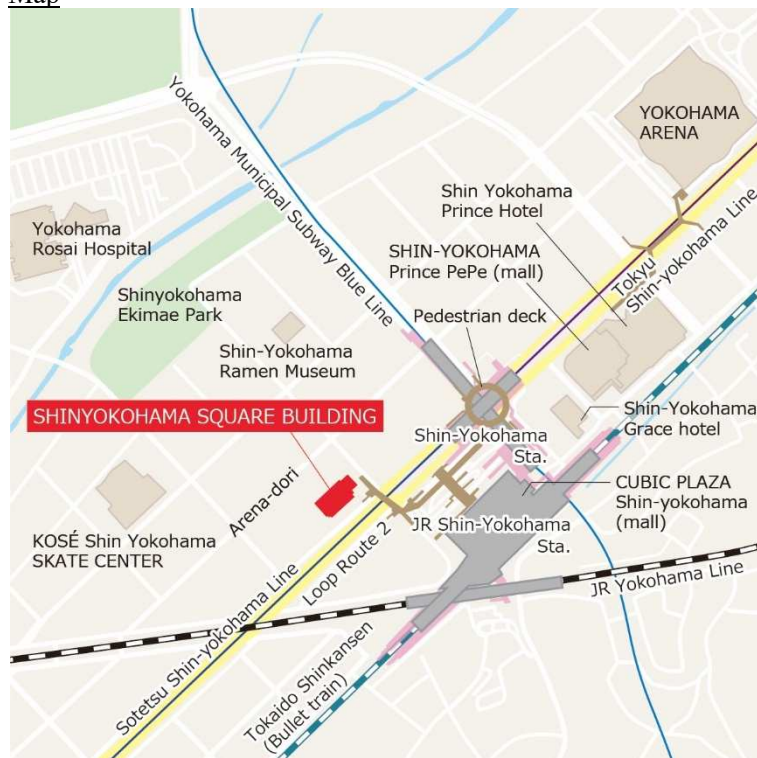 Map
YOKOHAMA
ARENA
Yokohama Municipal Subway Blue Line
Shin Yokohama
Prince Hotel
Yokohama
Rosai Hospital
SHIN-YOKOHAMA
Prince PePe (mall)
Tokyu
Shin-yokohama Line
Shinyokohama
Ekimae Park
Pedestrian deck
Shin-Yokohama
Ramen Museum
SHINYOKOHAMA SQUARE BUILDING
Shin-Yokohama
Sta.
Shin-Yokohama
Grace hotel
Arena-dori
CUBIC PLAZA
Shin-yokohama
(mall)
KOSÉ Shin Yokohama
SKATE CENTER
Loop Route 2
JR Shin-Yokohama
Sta.
JR Yokohama Line
Sotetsu Shin-yokohama Line
Tokaido Shinkansen
(Bullet train)